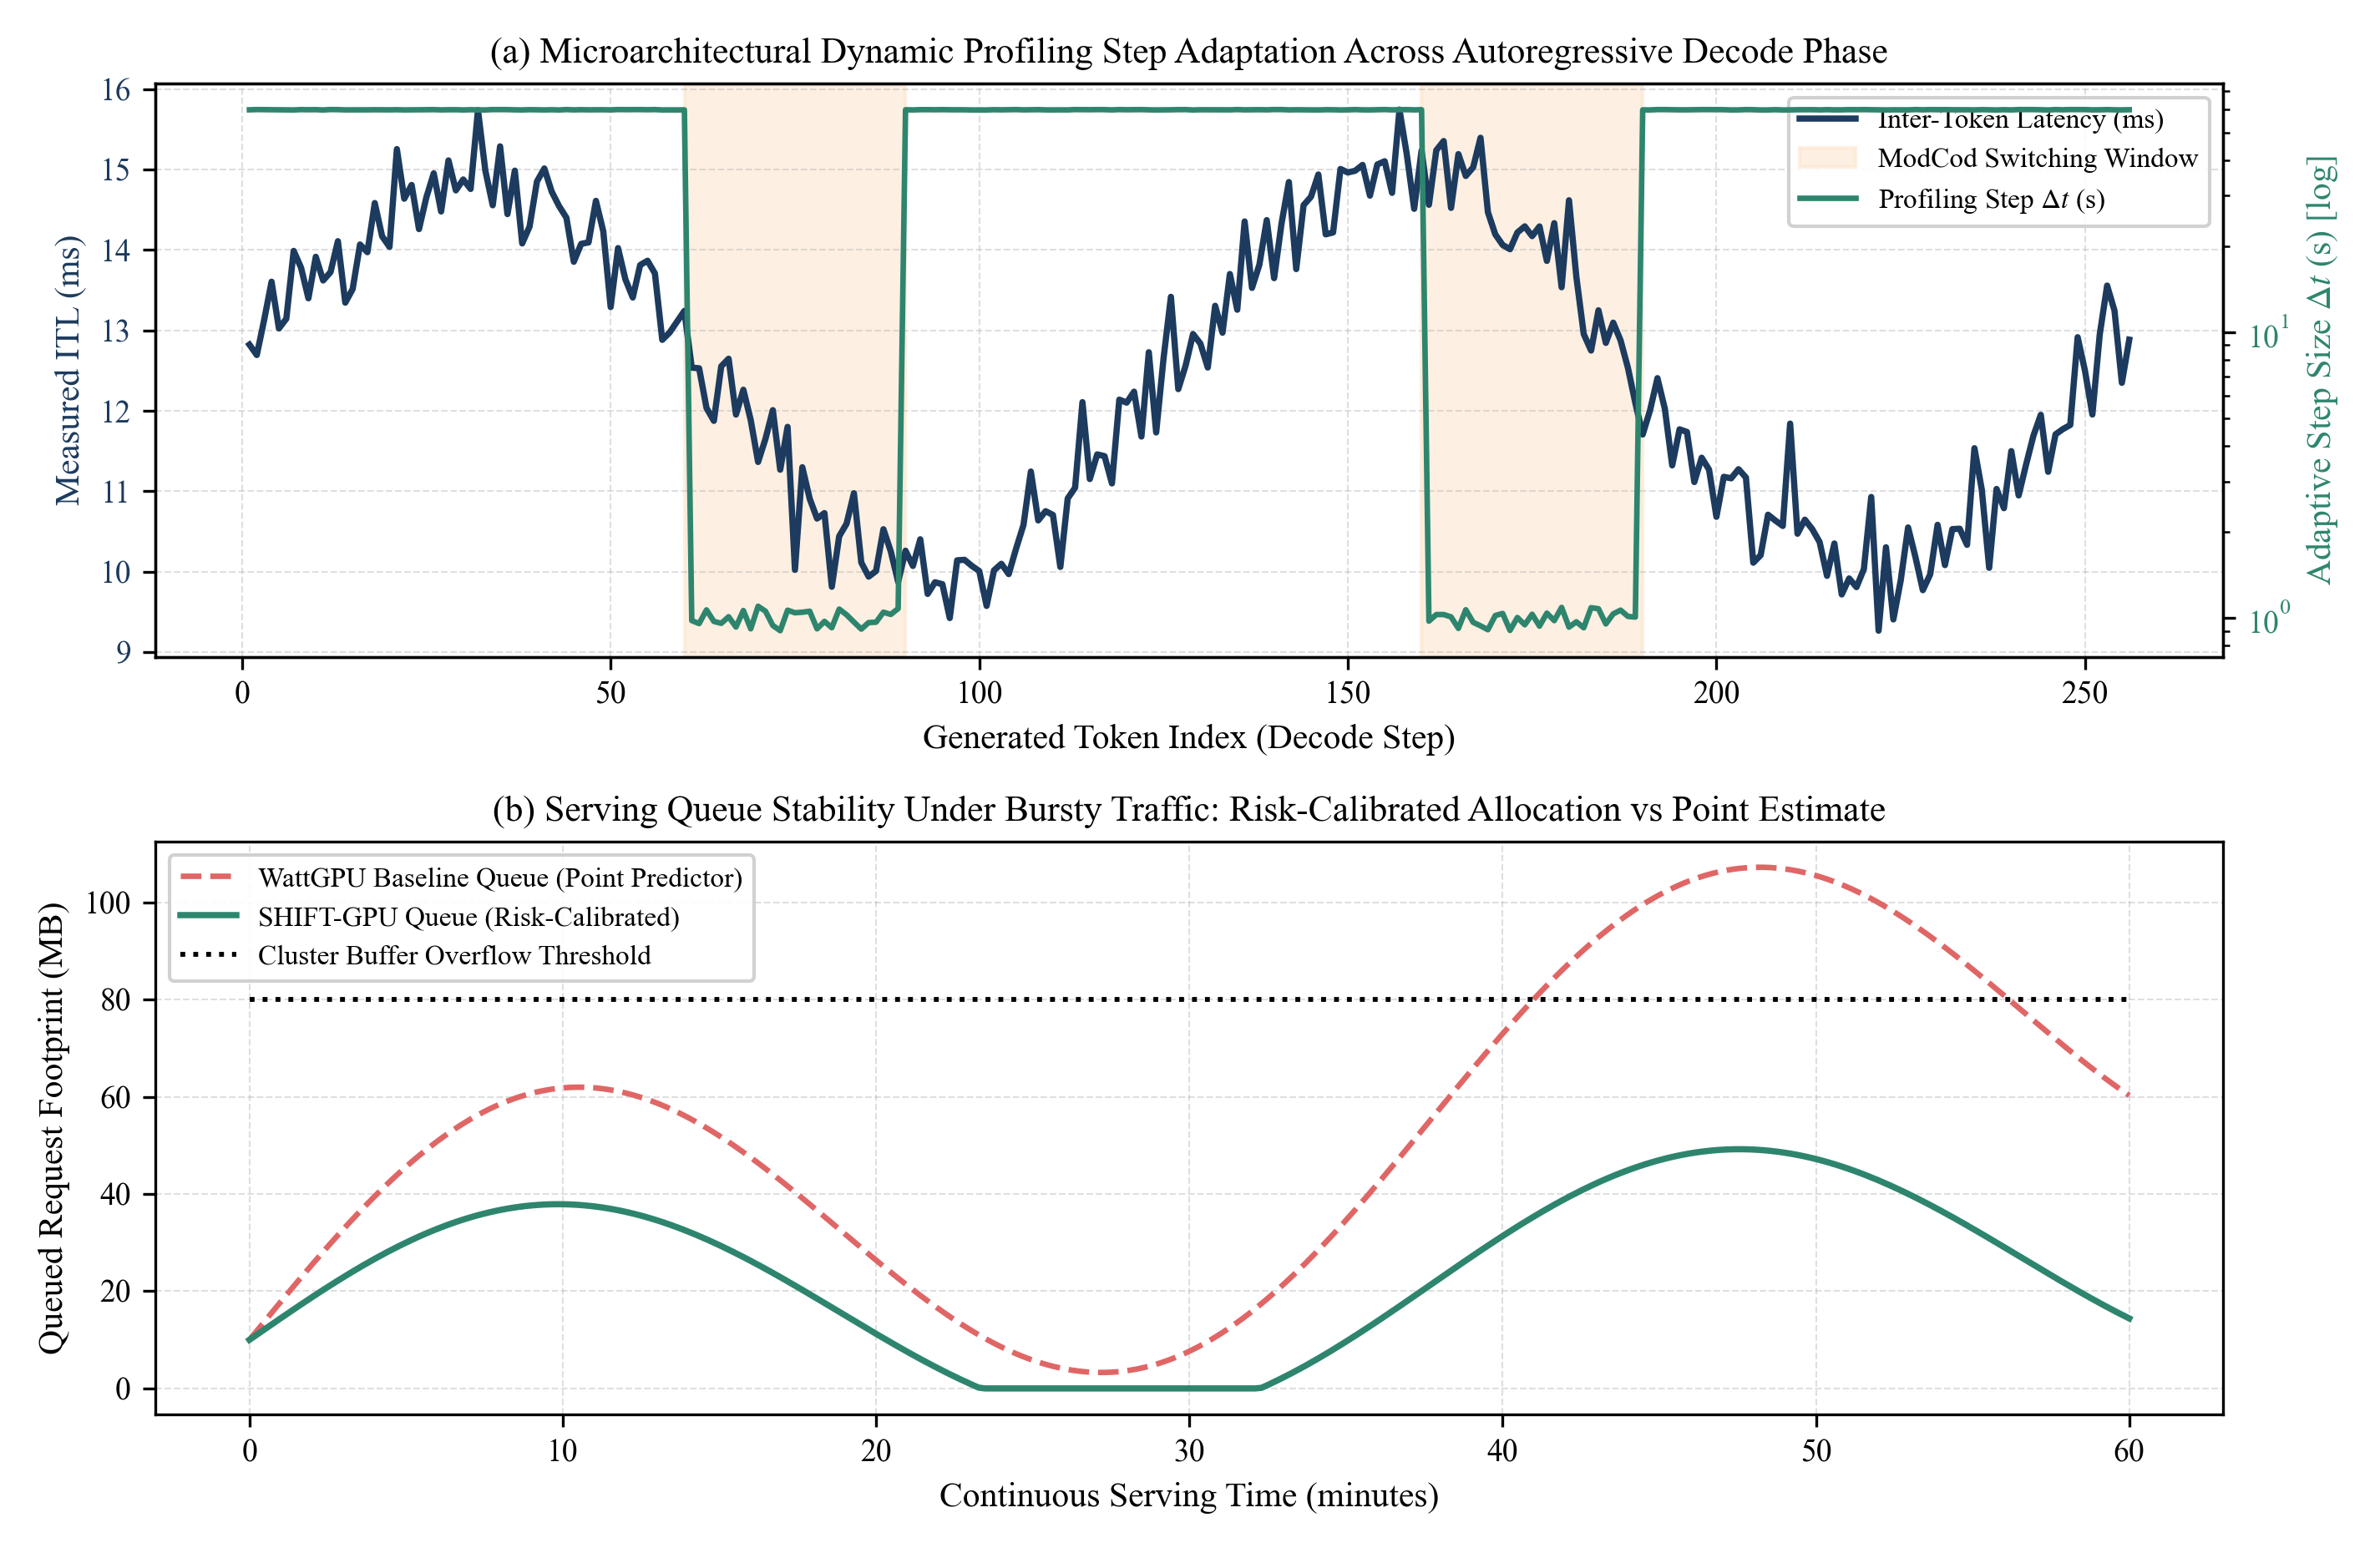 (a) Microarchitectural Dynamic Profiling Step Adaptation Across Autoregressive Decode Phase
Measured ITL (ms)
16
15
14
13
12
11
10
9
Inter-Token Latency (ms)
ModCod Switching Window
Profiling Step Δt (s)
Adaptive Step Size Δt (s) [log]
10¹
10⁰
0 50 100 150 200 250
Generated Token Index (Decode Step)
(b) Serving Queue Stability Under Bursty Traffic: Risk-Calibrated Allocation vs Point Estimate
Queued Request Footprint (MB)
WattGPU Baseline Queue (Point Predictor)
SHIFT-GPU Queue (Risk-Calibrated)
Cluster Buffer Overflow Threshold
100
80
60
40
20
0
0 10 20 30 40 50 60
Continuous Serving Time (minutes)